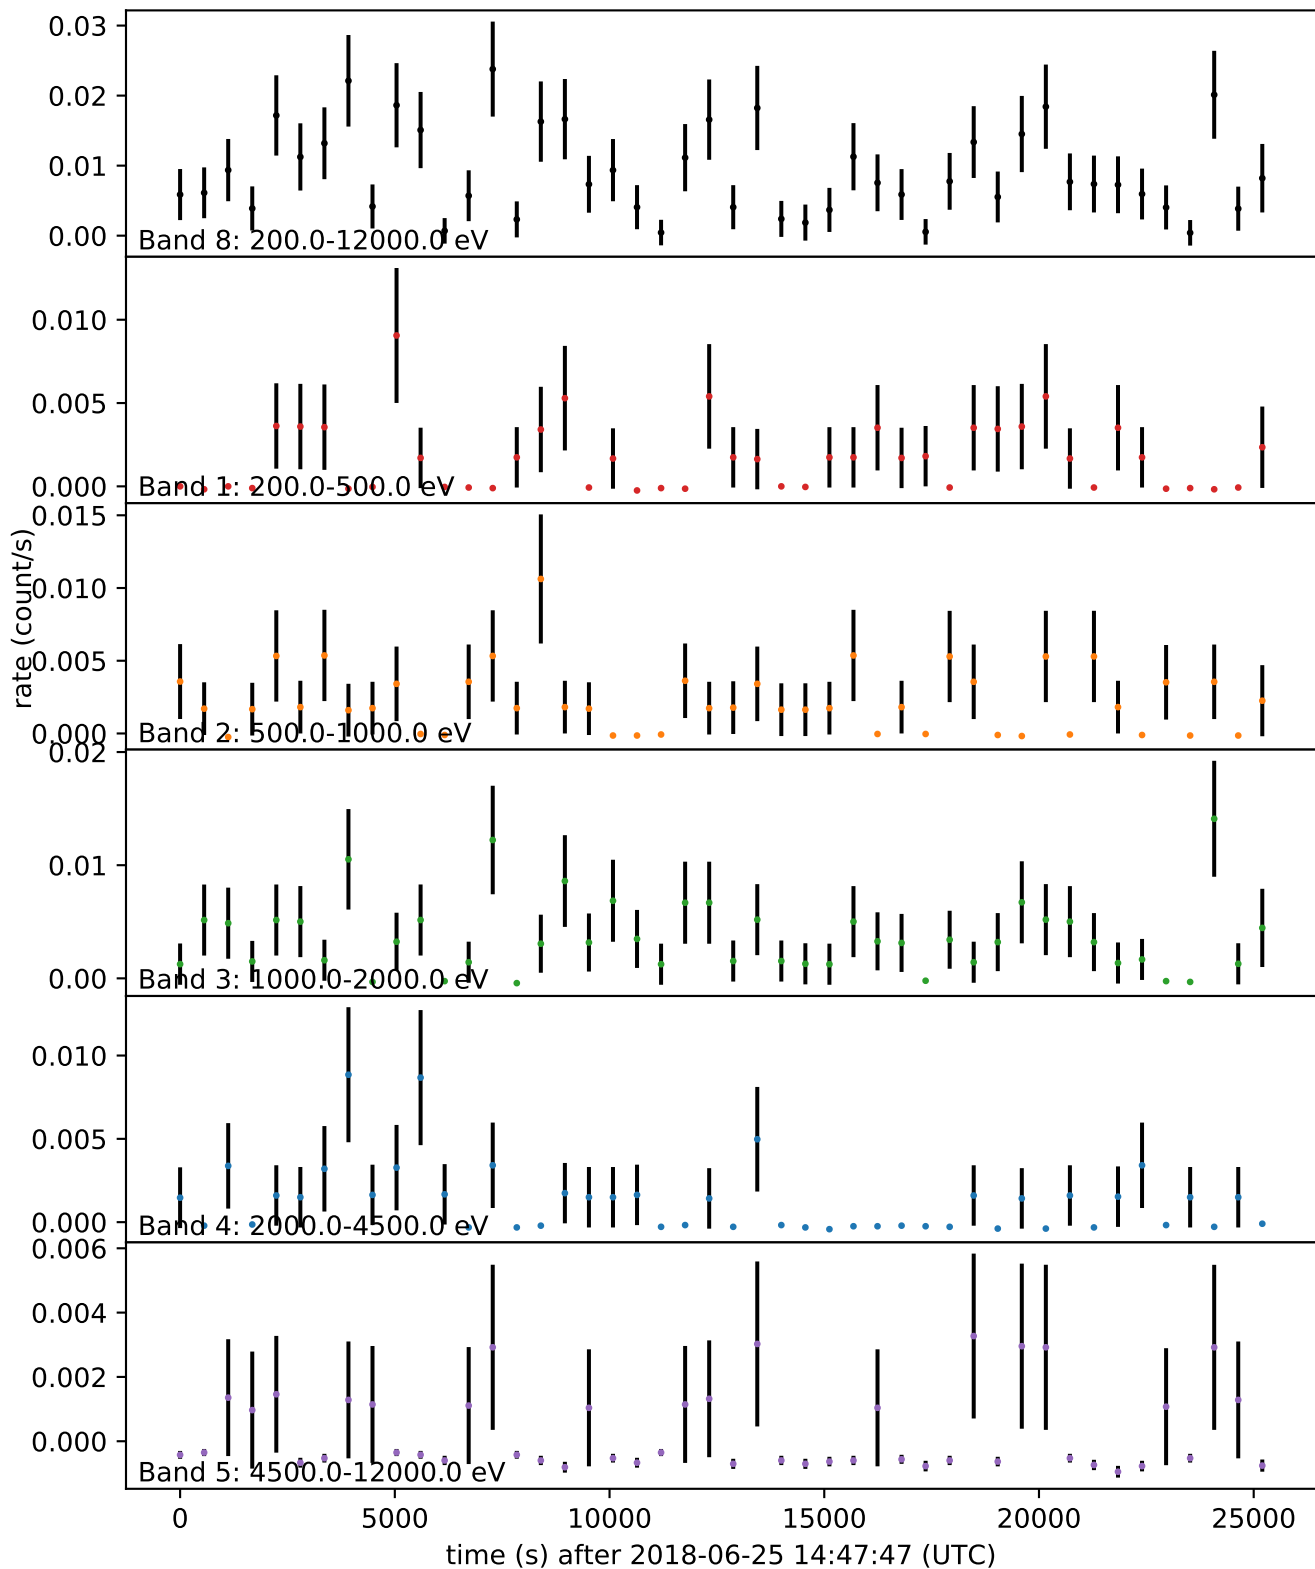 0.03
0.02
0.01
0.00
Band 8: 200.0-12000.0 eV
0.010
0.005
0.000
Band 1: 200.0-500.0 eV
rate (count/s)
0.015
0.010
0.005
0.000
Band 2: 500.0-1000.0 eV
0.02
0.01
0.00
Band 3: 1000.0-2000.0 eV
0.010
0.005
0.000
Band 4: 2000.0-4500.0 eV
0.006
0.004
0.002
0.000
Band 5: 4500.0-12000.0 eV
0 5000 10000 15000 20000 25000
time (s) after 2018-06-25 14:47:47 (UTC)